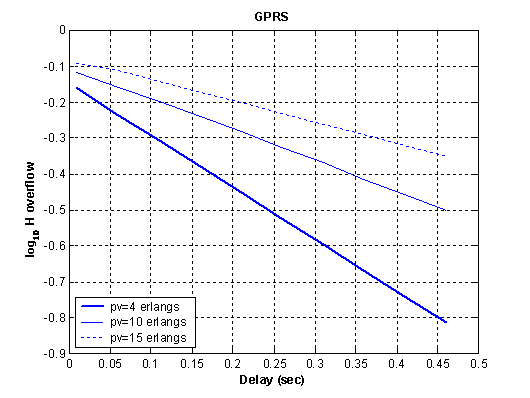 GPRS
0
-0.1
-0.2
-0.3
-0.4
-0.5
-0.6
-0.7
-0.8
-0.9
log10, H overflow
pv=4 erlangs
pv=10 erlangs
pv=15 erlangs
0 0.05 0.1 0.15 0.2 0.25 0.3 0.35 0.4 0.45 0.5
Delay (sec)